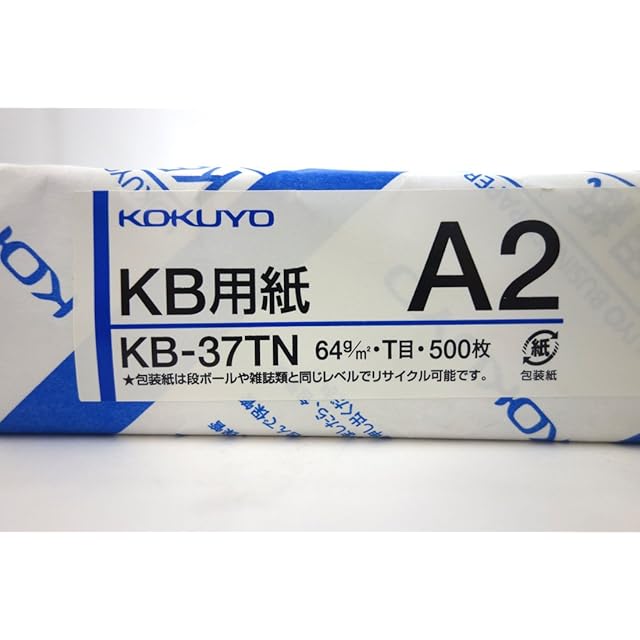 KOKUYO
KB用紙
A2
KB-37TN 64g/m²・T目・500枚
★包装紙は段ボールや雑誌類と同じレベルでリサイクル可能です。
紙
包装紙